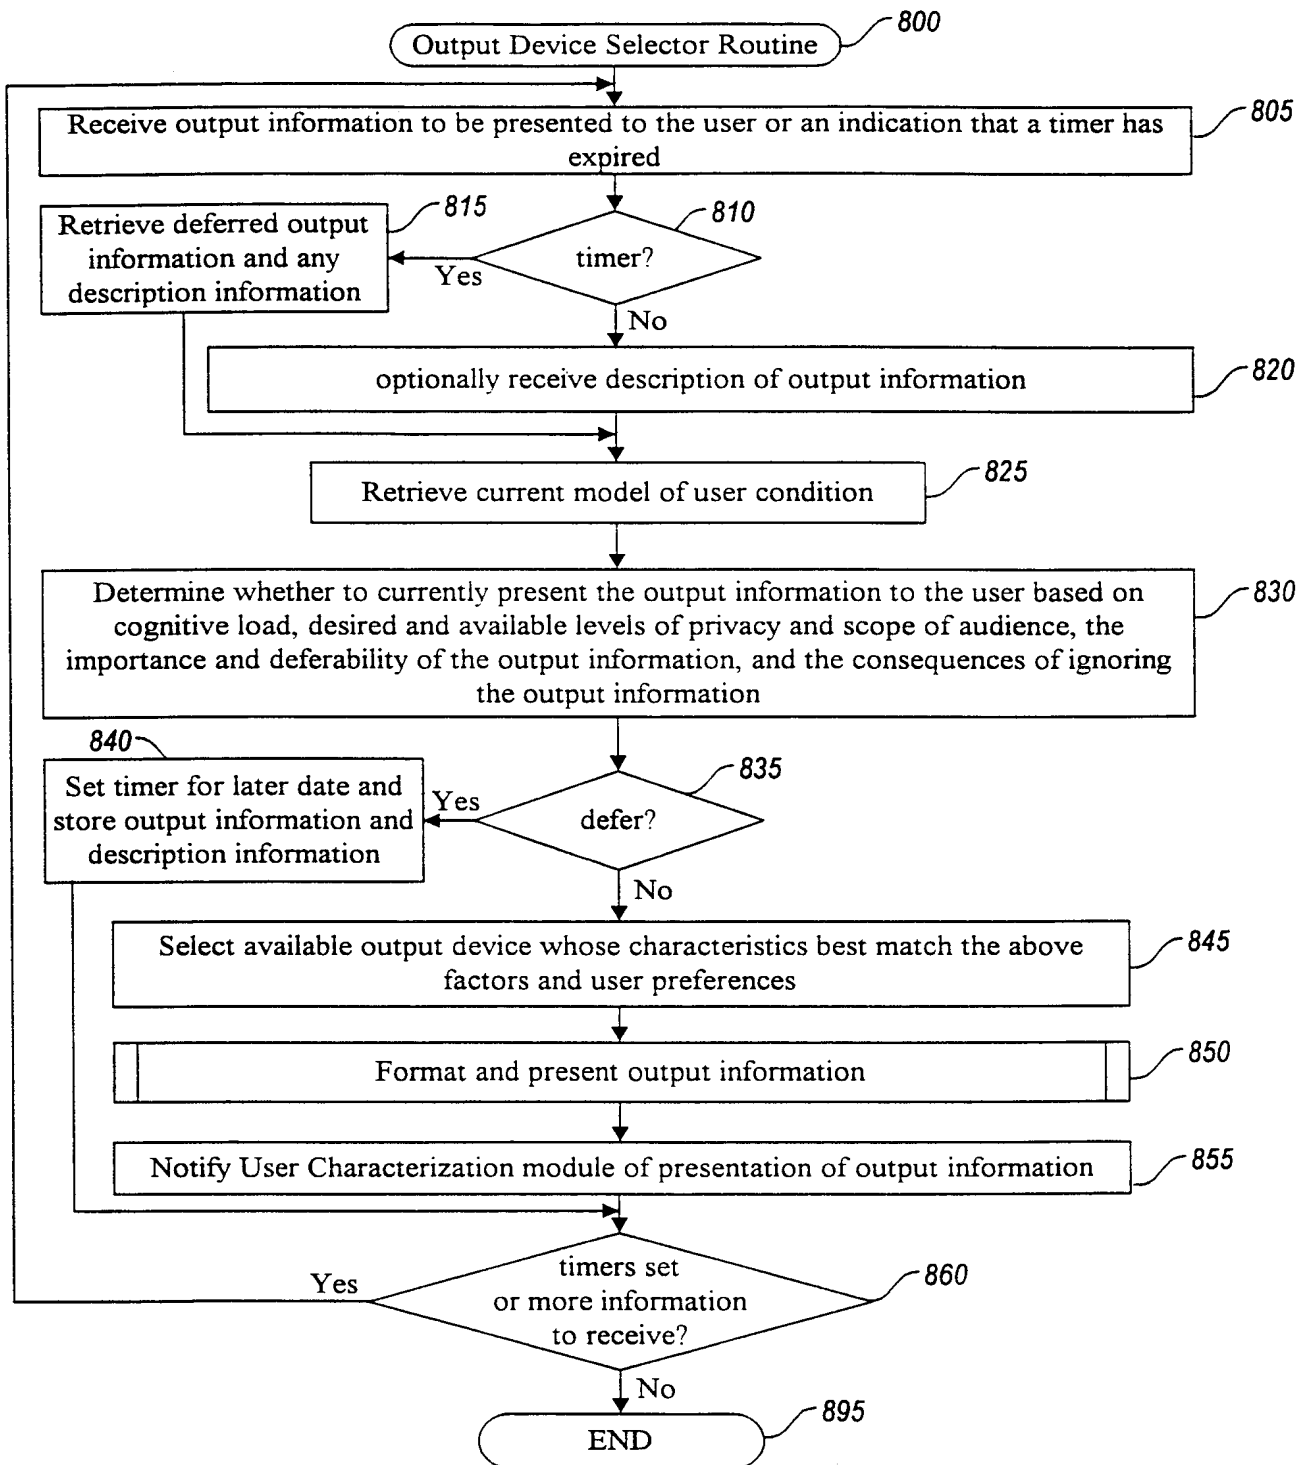 Output Device Selector Routine
800
Receive output information to be presented to the user or an indication that a timer has
expired
805
Retrieve deferred output
information and any
description information
815
timer?
810
Yes
No
optionally receive description of output information
820
Retrieve current model of user condition
825
Determine whether to currently present the output information to the user based on
cognitive load, desired and available levels of privacy and scope of audience, the
importance and deferability of the output information, and the consequences of ignoring
the output information
830
840
Set timer for later date and
store output information and
description information
Yes
defer?
835
No
Select available output device whose characteristics best match the above
factors and user preferences
845
Format and present output information
850
Notify User Characterization module of presentation of output information
855
Yes
timers set
or more information
to receive?
860
No
END
895